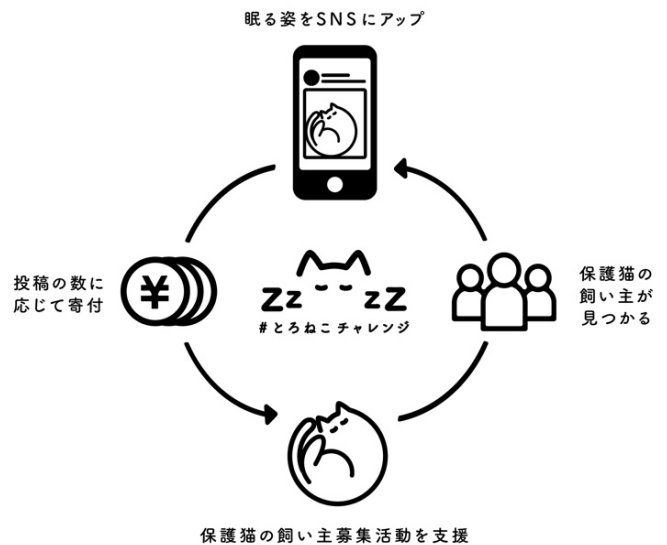 眠る姿をSNSにアップ
投稿の数に
応じて寄付
¥
zz zz
#とろねこチャレンジ
保護猫の
飼い主が
見つかる
保護猫の飼い主募集活動を支援